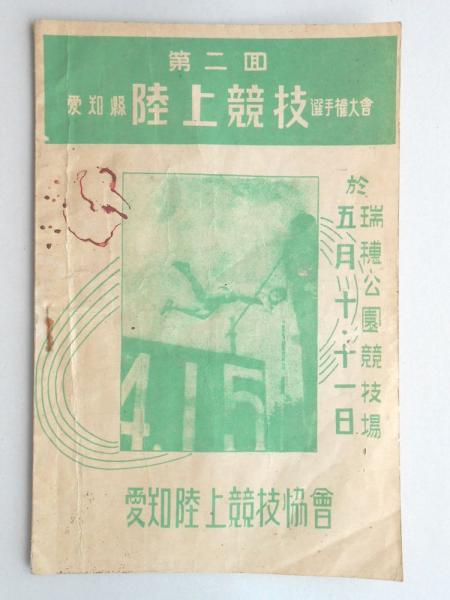 第二回
愛知縣 陸上競技 選手權大會
於瑞穗公園競技場
五月十・十一日
4.15
愛知陸上競技協會